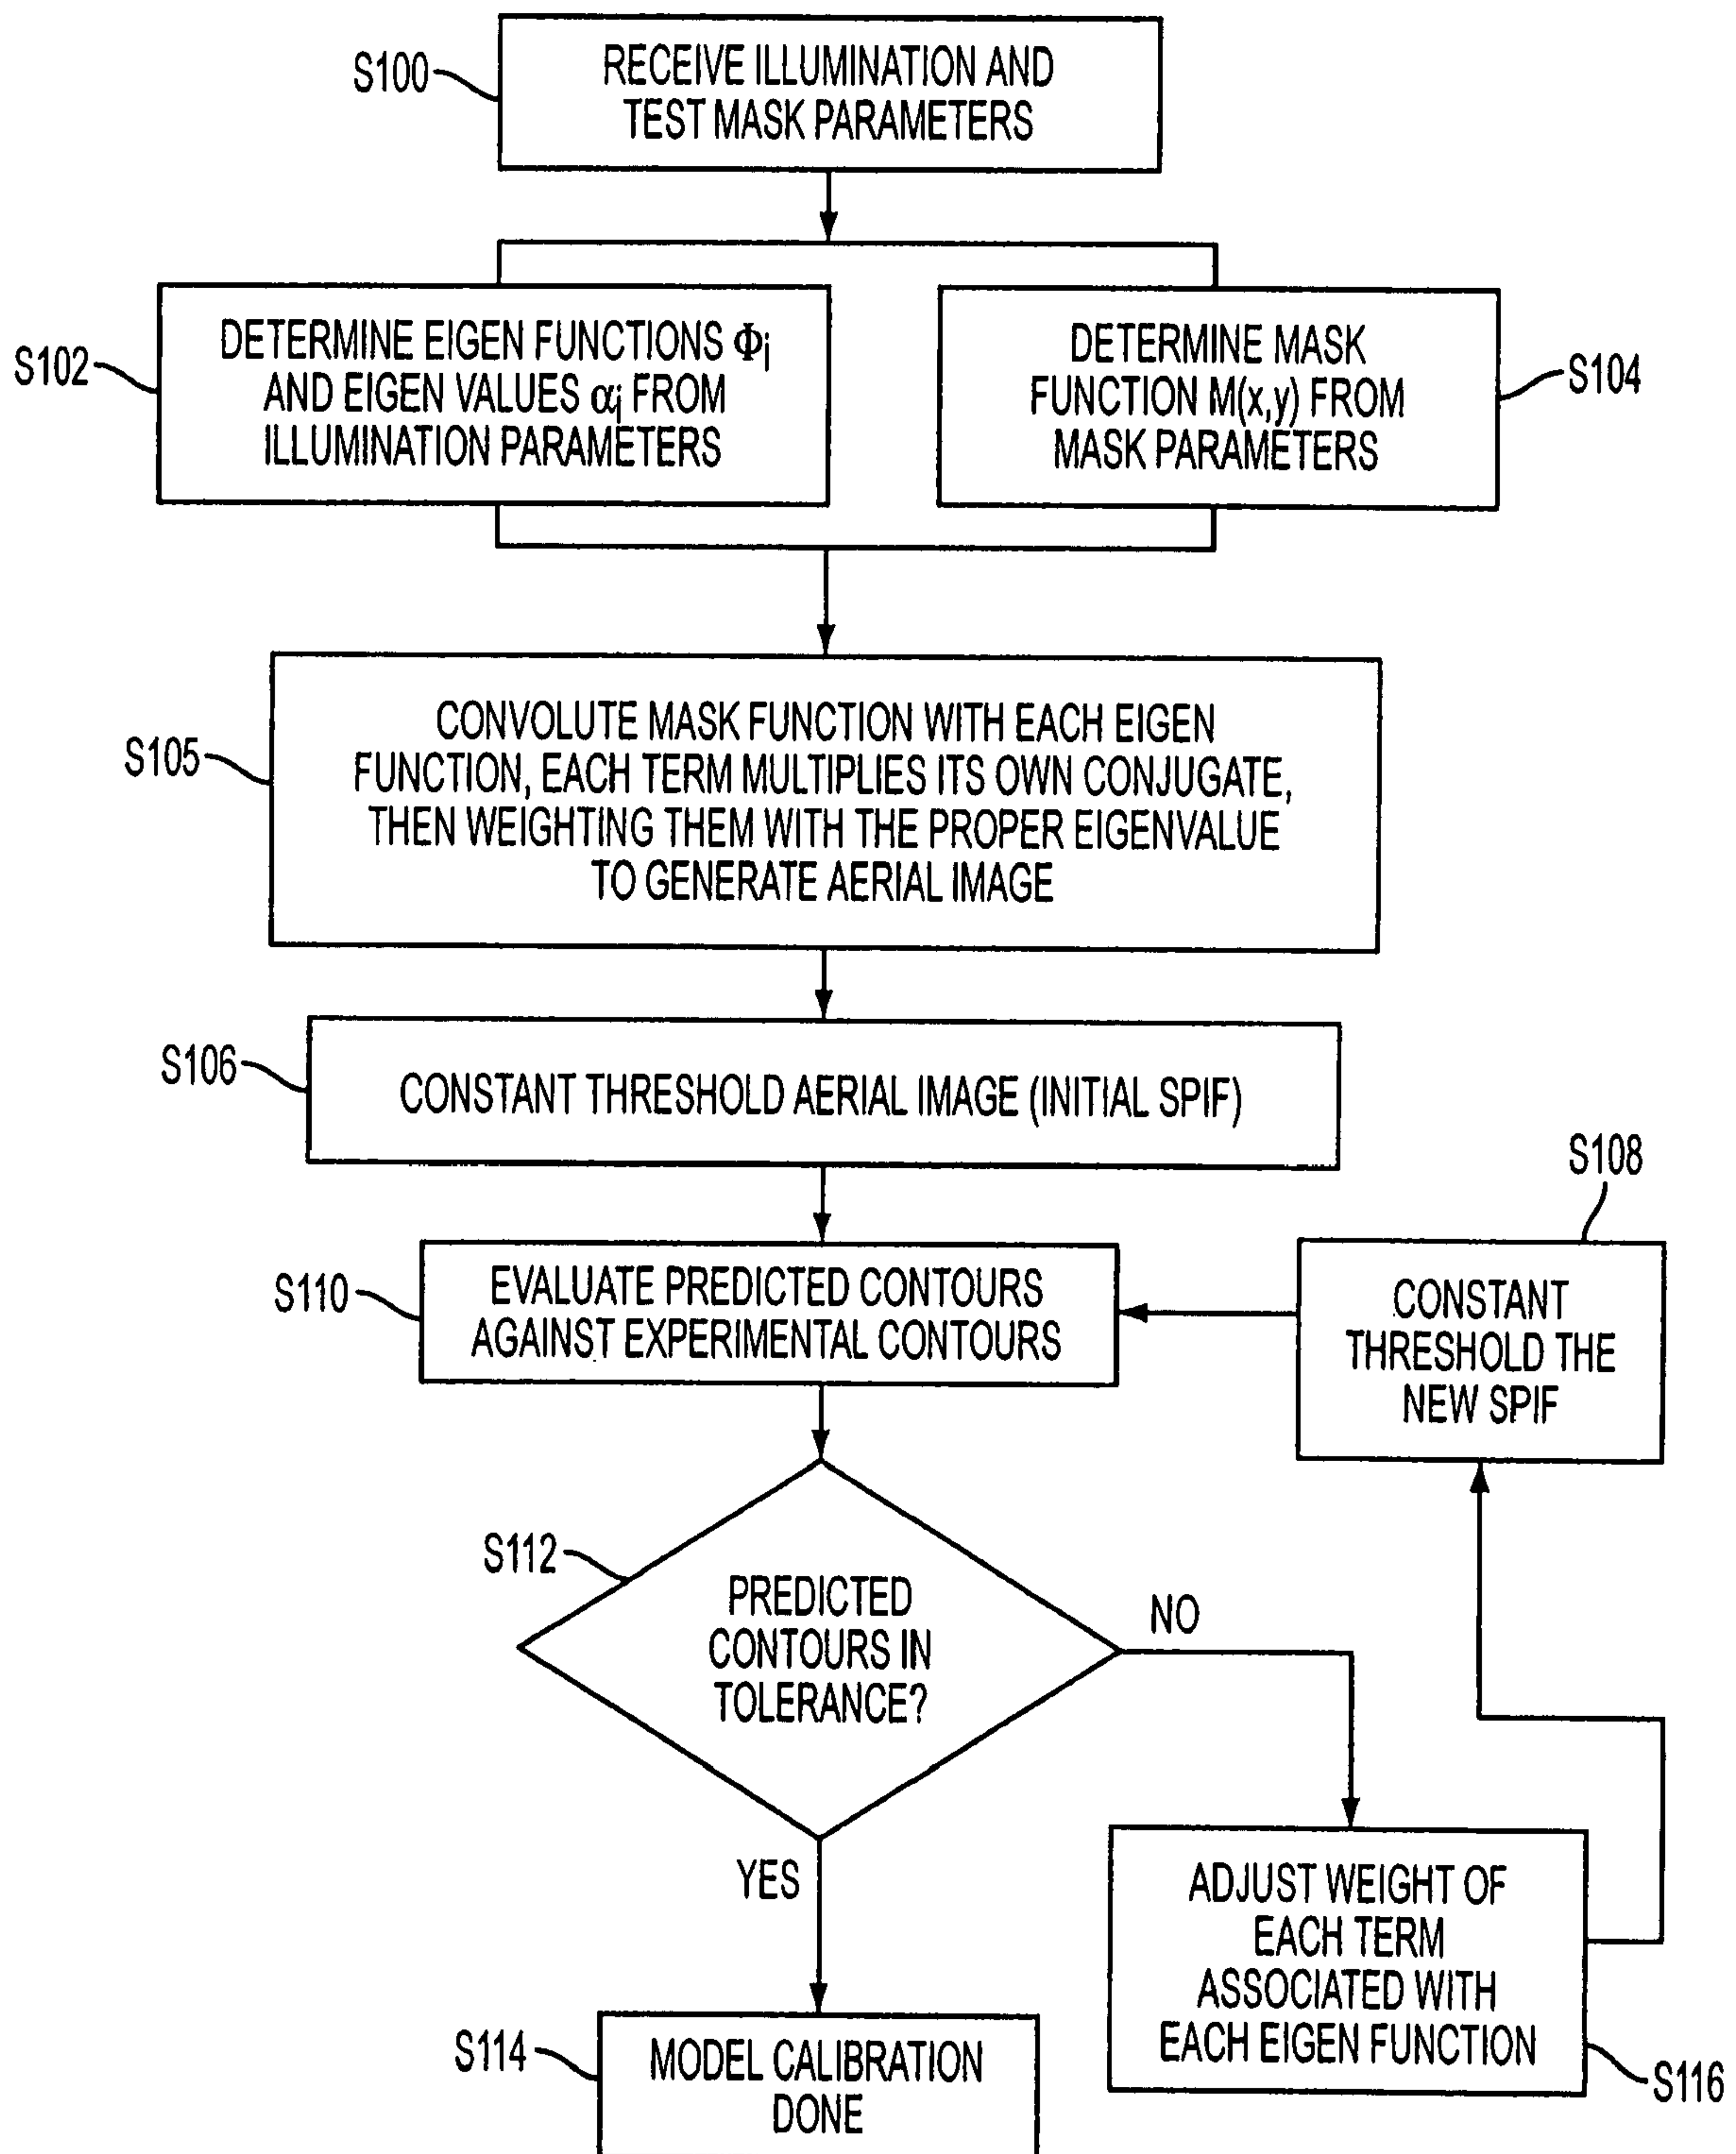 S100
RECEIVE ILLUMINATION AND
TEST MASK PARAMETERS
S102
DETERMINE EIGEN FUNCTIONS Φi
AND EIGEN VALUES αi FROM
ILLUMINATION PARAMETERS
DETERMINE MASK
FUNCTION M(x,y) FROM
MASK PARAMETERS
S104
S105
CONVOLUTE MASK FUNCTION WITH EACH EIGEN
FUNCTION, EACH TERM MULTIPLIES ITS OWN CONJUGATE,
THEN WEIGHTING THEM WITH THE PROPER EIGENVALUE
TO GENERATE AERIAL IMAGE
S106
CONSTANT THRESHOLD AERIAL IMAGE (INITIAL SPIF)
S108
CONSTANT
THRESHOLD THE
NEW SPIF
S110
EVALUATE PREDICTED CONTOURS
AGAINST EXPERIMENTAL CONTOURS
S112
PREDICTED
CONTOURS IN
TOLERANCE?
NO
YES
ADJUST WEIGHT OF
EACH TERM
ASSOCIATED WITH
EACH EIGEN FUNCTION
S116
S114
MODEL CALIBRATION
DONE